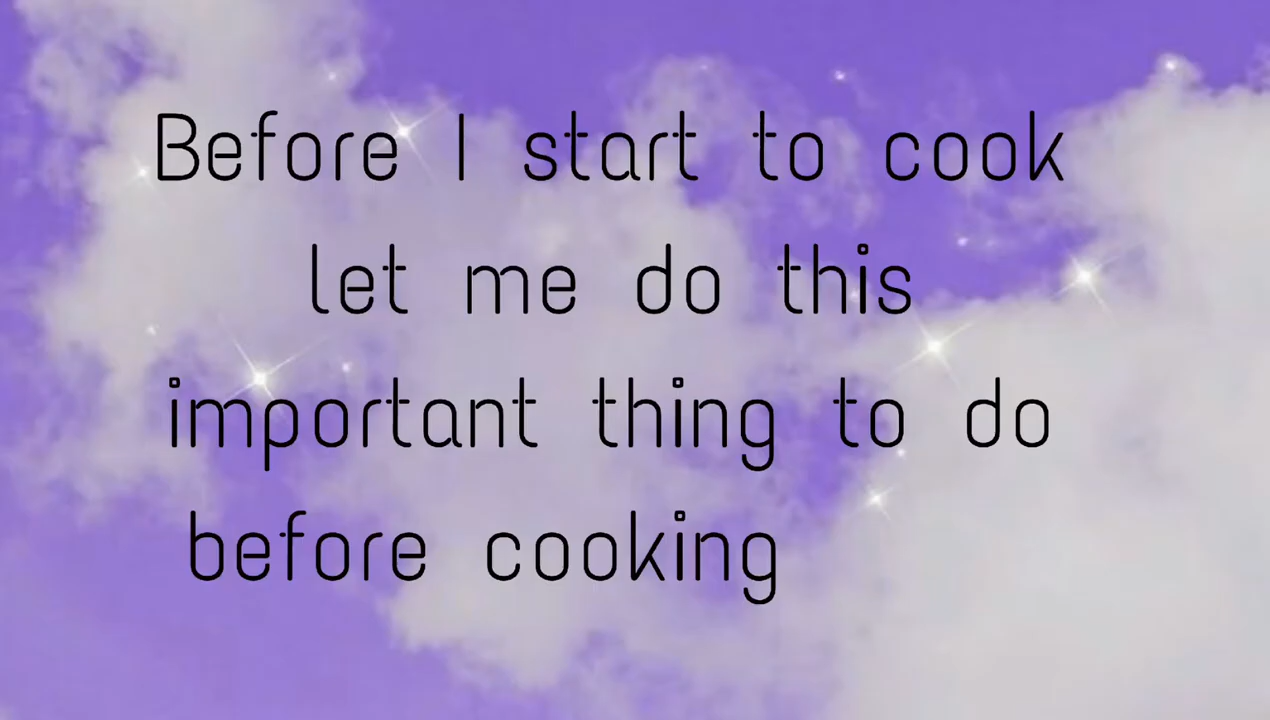 Before I start to cook
let me do this
important thing to do
before cooking